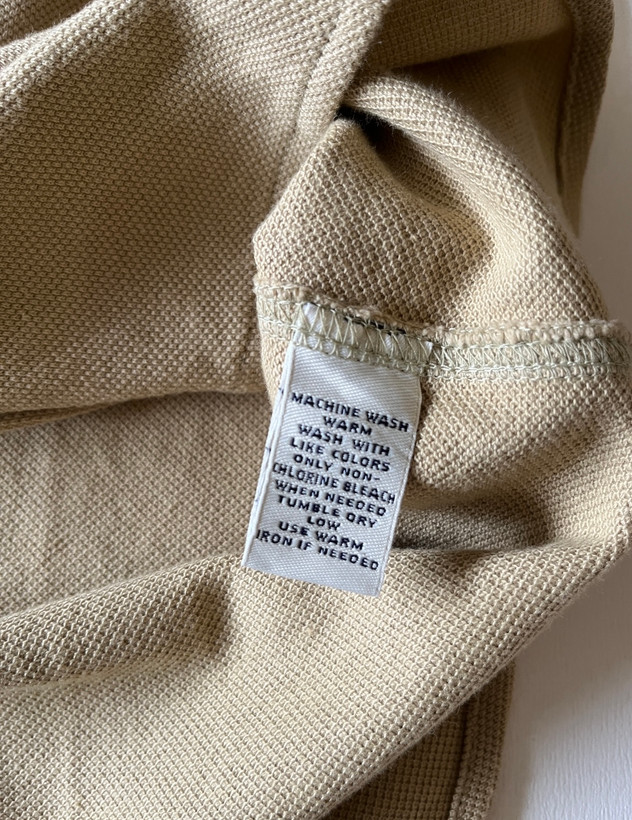 MACHINE WASH
WARM
WASH WITH
LIKE COLORS
ONLY NON-
CHLORINE BLEACH
WHEN NEEDED
TUMBLE DRY
LOW
USE WARM
IRON IF NEEDED